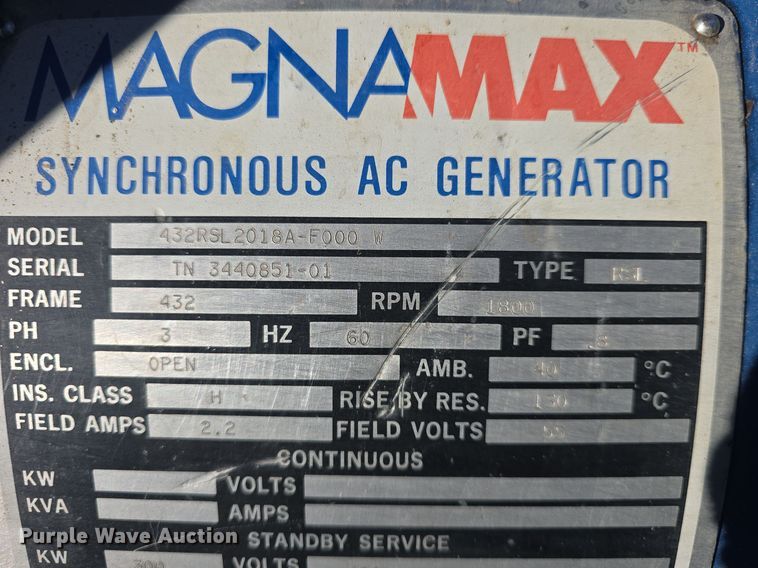 MAGNAMAX™
SYNCHRONOUS AC GENERATOR
MODEL 432RSL2018A-F000 W
SERIAL TN 3440851-01 TYPE RSL
FRAME 432 RPM 1800
PH 3 HZ 60 PF .8
ENCL. OPEN AMB. 40 °C
INS. CLASS H RISE BY RES. 130 °C
FIELD AMPS 2.2 FIELD VOLTS 55
CONTINUOUS
KW VOLTS
KVA AMPS
STANDBY SERVICE
KW 300 VOLTS
Purple Wave Auction